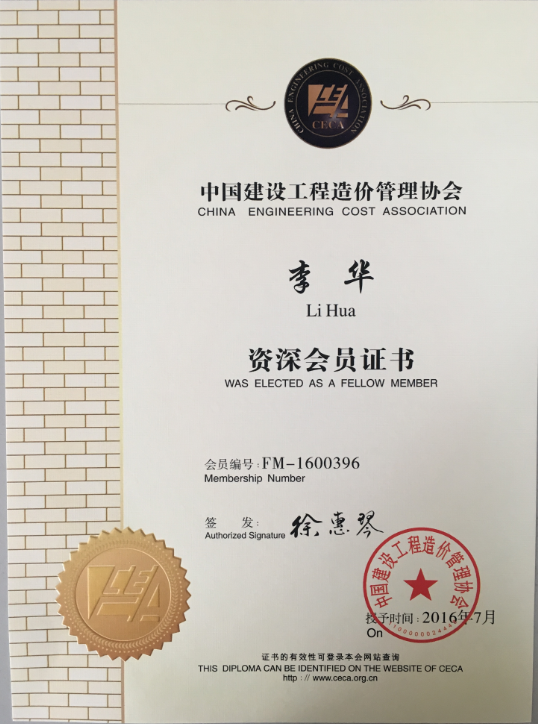 CHINA ENGINEERING COST ASSOCIATION
CECA
中国建设工程造价管理协会
CHINA ENGINEERING COST ASSOCIATION
李华
Li Hua
资深会员证书
WAS ELECTED AS A FELLOW MEMBER
会员编号:FM-1600396
Membership Number
签 发: 徐惠琴
Authorized Signature
中国建设工程造价管理协会
授予时间:2016年7月
On
证书的有效性可登录本会网站查询
THIS DIPLOMA CAN BE IDENTIFIED ON THE WEBSITE OF CECA
http://www.ceca.org.cn